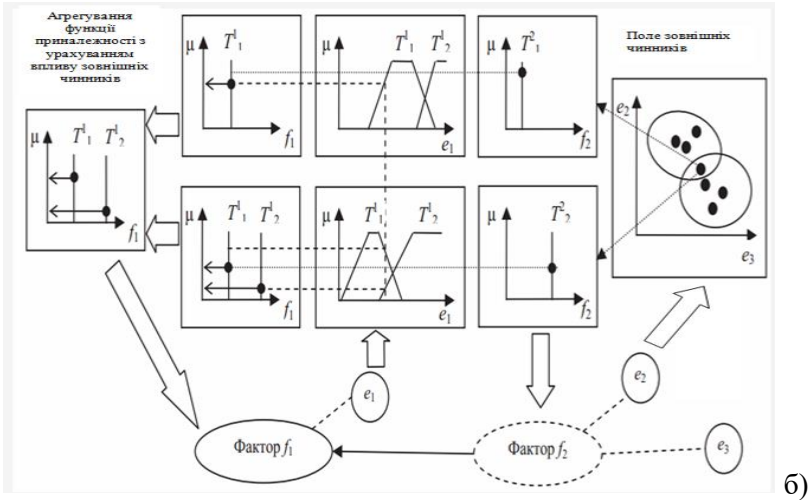 Агрегування
функції
приналежності з
урахуванням
впливу зовнішніх
чинників
μ T¹₁ f₁
μ T¹₁ T¹₂ e₁
μ T²₁ f₂
Поле зовнішніх
чинників
e₂
e₃
μ T¹₁ T¹₂ f₁
μ T¹₁ T¹₂ f₁
μ T¹₁ T¹₂ e₁
μ T²₂ f₂
e₁
e₂
Фактор f₁
Фактор f₂
e₃
б)